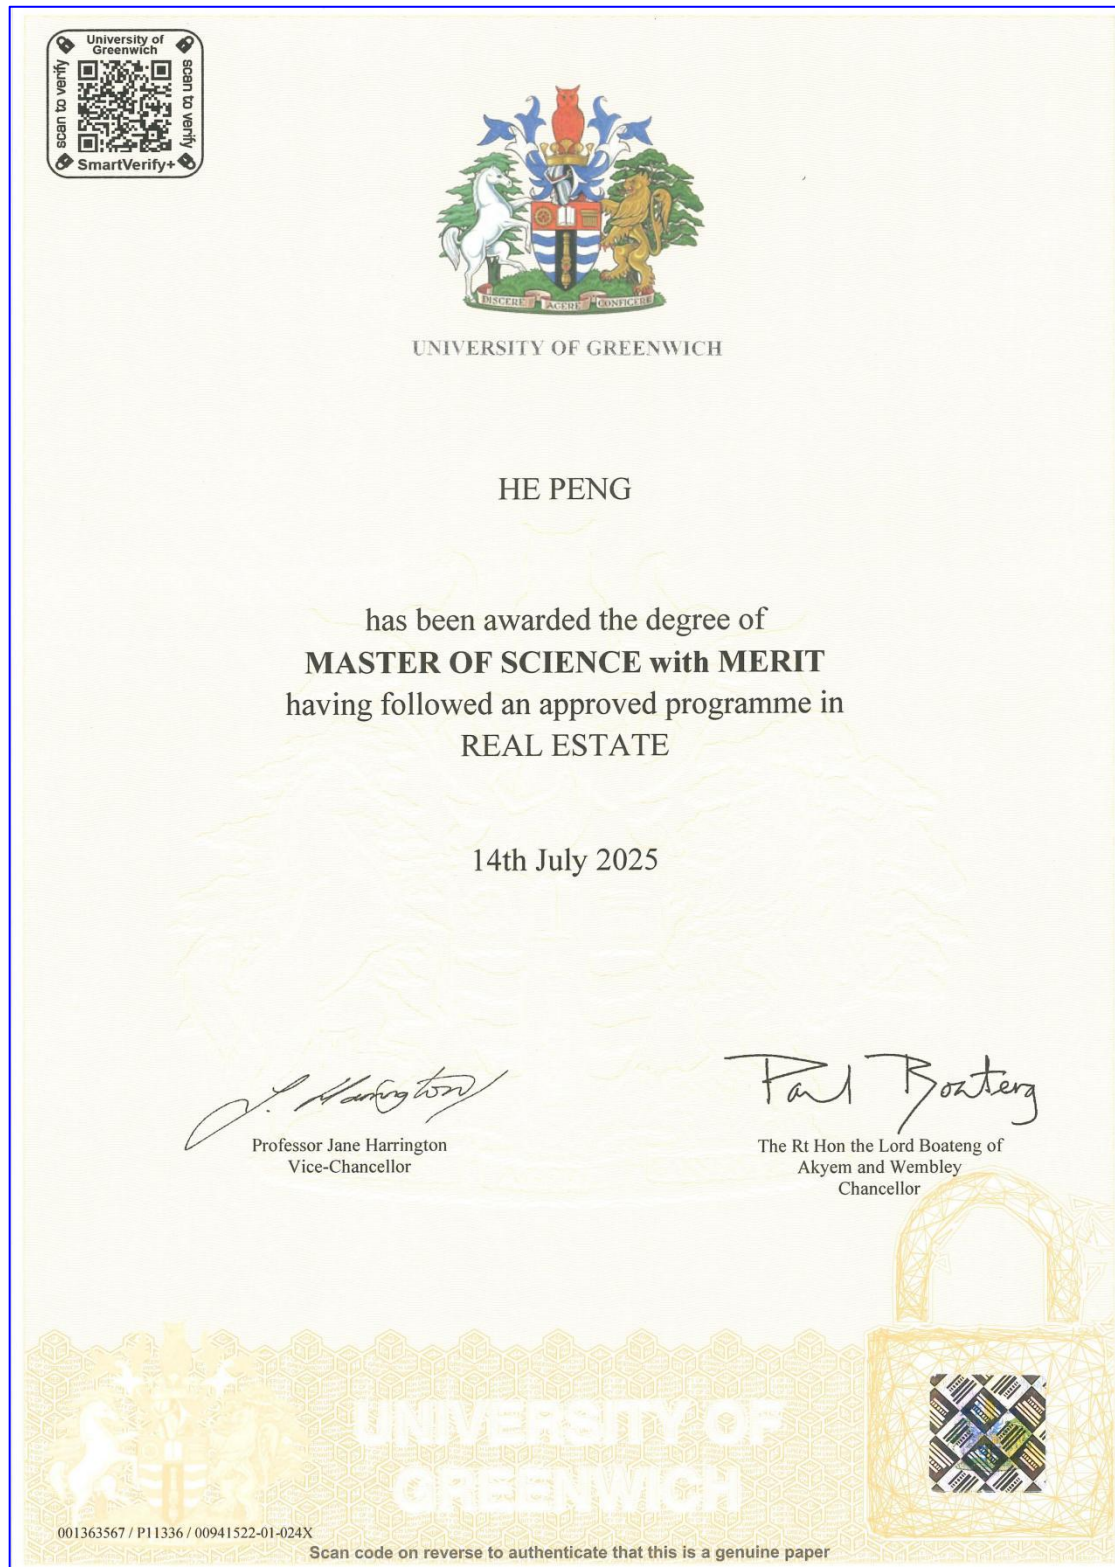 University of
Greenwich
scan to verify
scan to verify
SmartVerify+
DISCERE AGERE CONFICERE
UNIVERSITY OF GREENWICH
HE PENG
has been awarded the degree of
MASTER OF SCIENCE with MERIT
having followed an approved programme in
REAL ESTATE
14th July 2025
J. Harrington
Paul Boateng
Professor Jane Harrington
Vice-Chancellor
The Rt Hon the Lord Boateng of
Akyem and Wembley
Chancellor
UNIVERSITY OF
GREENWICH
001363567 / P11336 / 00941522-01-024X
Scan code on reverse to authenticate that this is a genuine paper